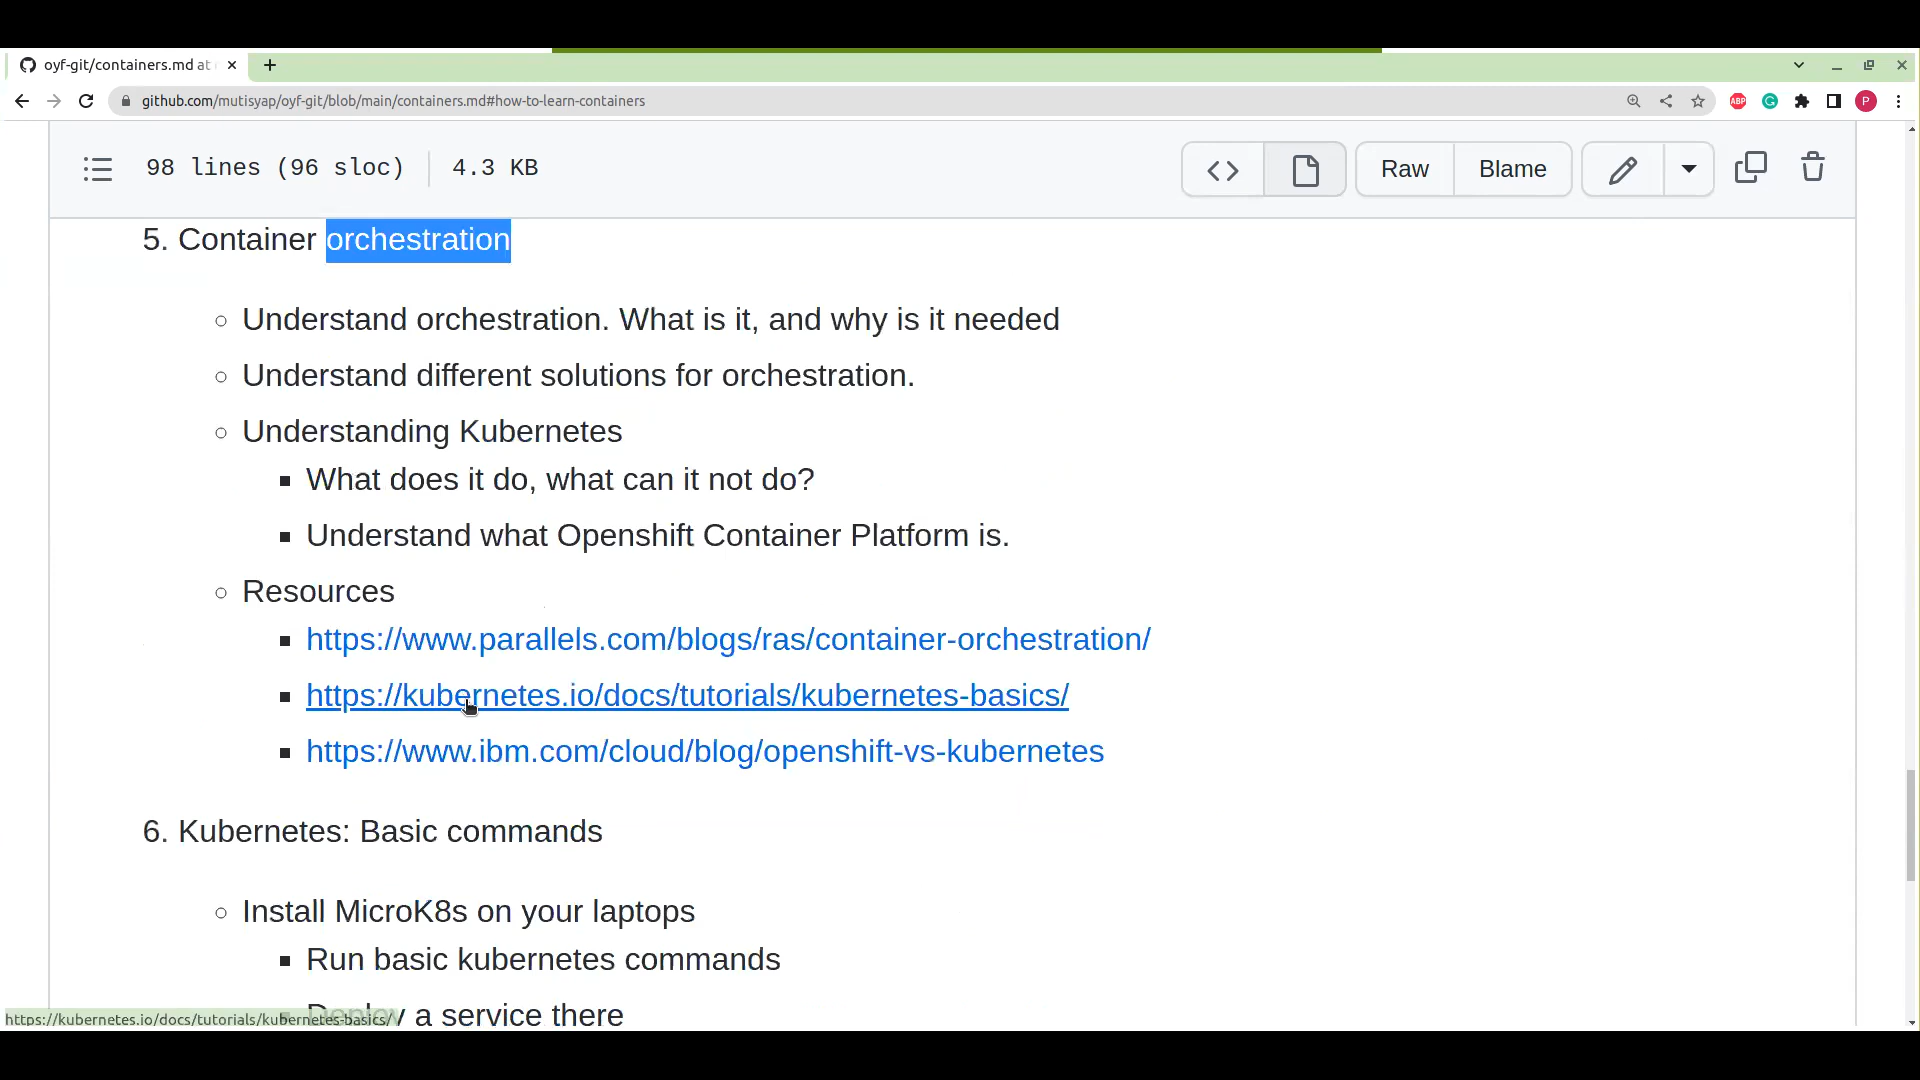 oyf-git/containers.md at
github.com/mutisyap/oyf-git/blob/main/containers.md#how-to-learn-containers
ABP
P
98 lines (96 sloc) 4.3 KB
Raw Blame
5. Container orchestration
Understand orchestration. What is it, and why is it needed
Understand different solutions for orchestration.
Understanding Kubernetes
What does it do, what can it not do?
Understand what Openshift Container Platform is.
Resources
https://www.parallels.com/blogs/ras/container-orchestration/
https://kubernetes.io/docs/tutorials/kubernetes-basics/
https://www.ibm.com/cloud/blog/openshift-vs-kubernetes
6. Kubernetes: Basic commands
Install MicroK8s on your laptops
Run basic kubernetes commands
Deploy a service there
https://kubernetes.io/docs/tutorials/kubernetes-basics/